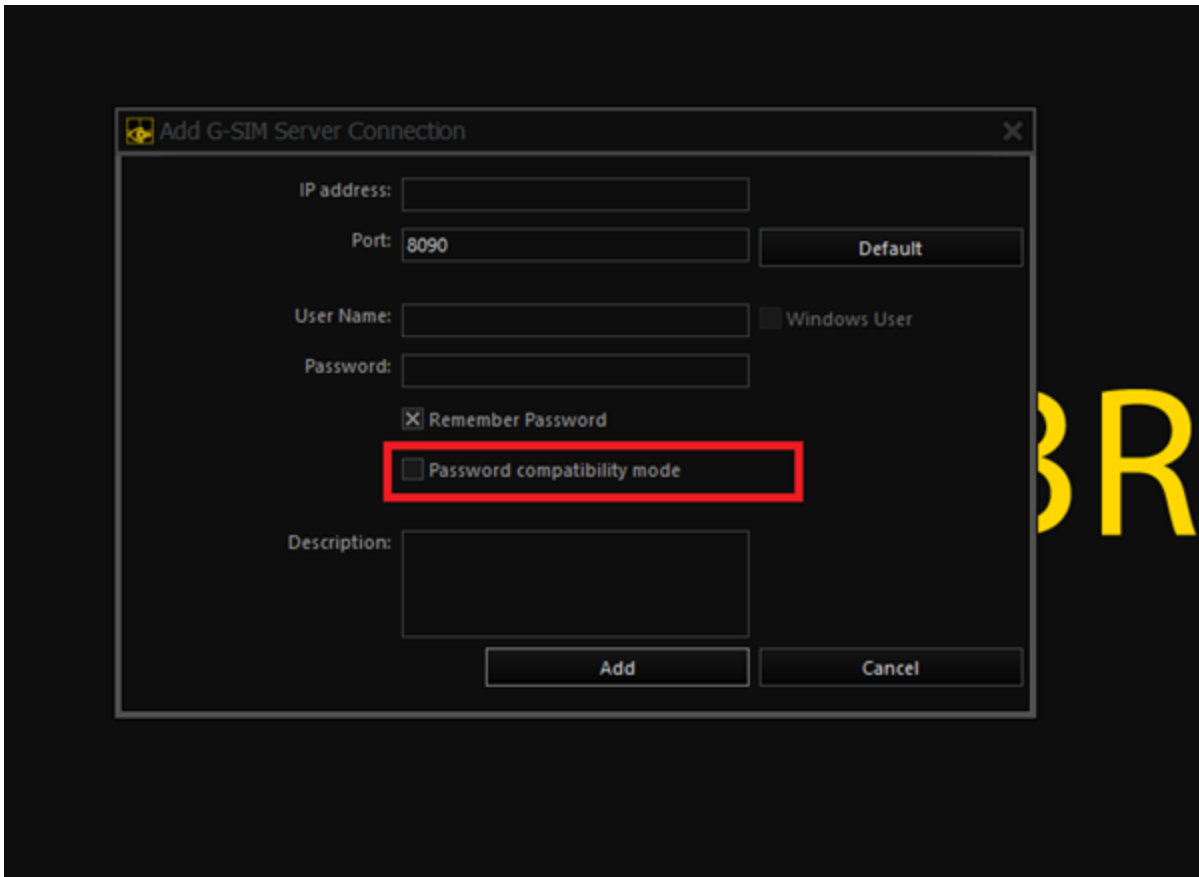 Add G-SIM Server Connection
IP address:
Port: 8090 Default
User Name: Windows User
Password:
Remember Password
Password compatibility mode
Description:
Add Cancel
BR